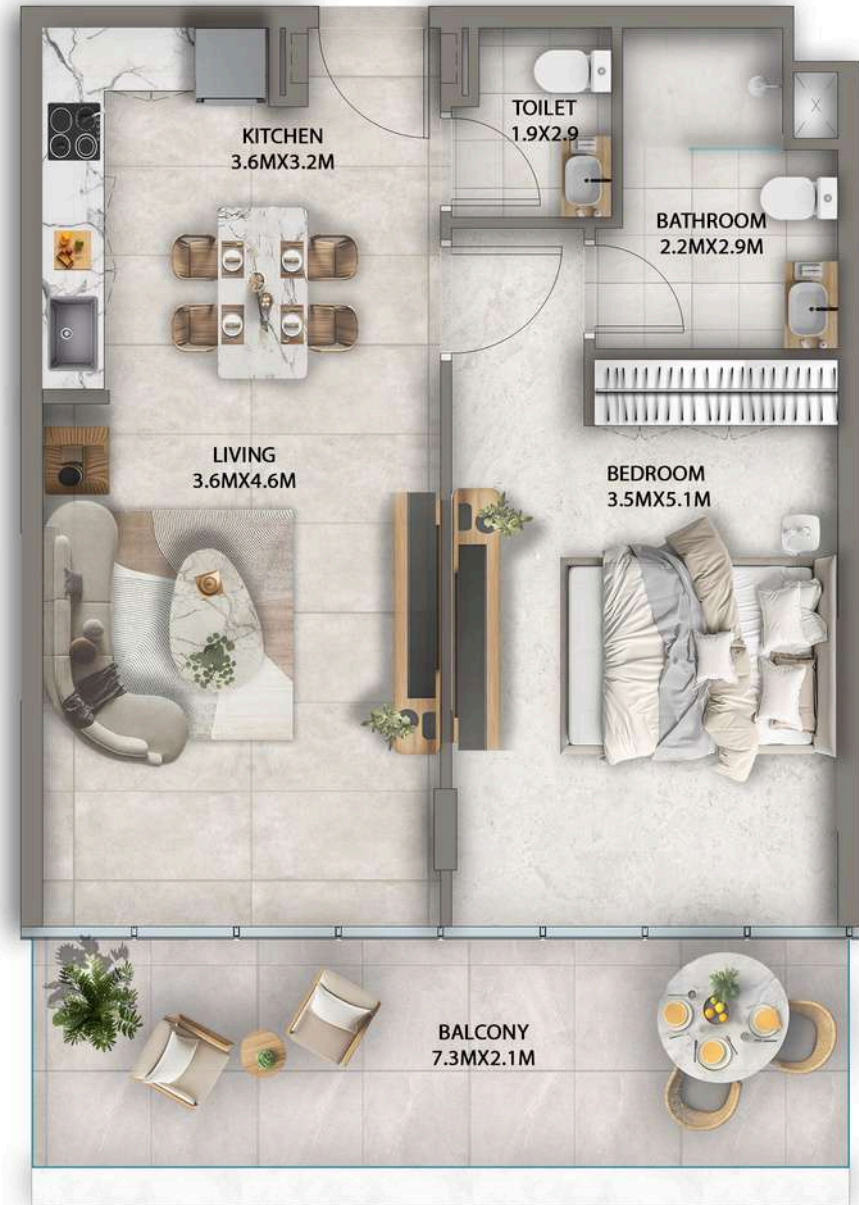 KITCHEN
3.6MX3.2M
TOILET
1.9X2.9
BATHROOM
2.2MX2.9M
LIVING
3.6MX4.6M
BEDROOM
3.5MX5.1M
BALCONY
7.3MX2.1M